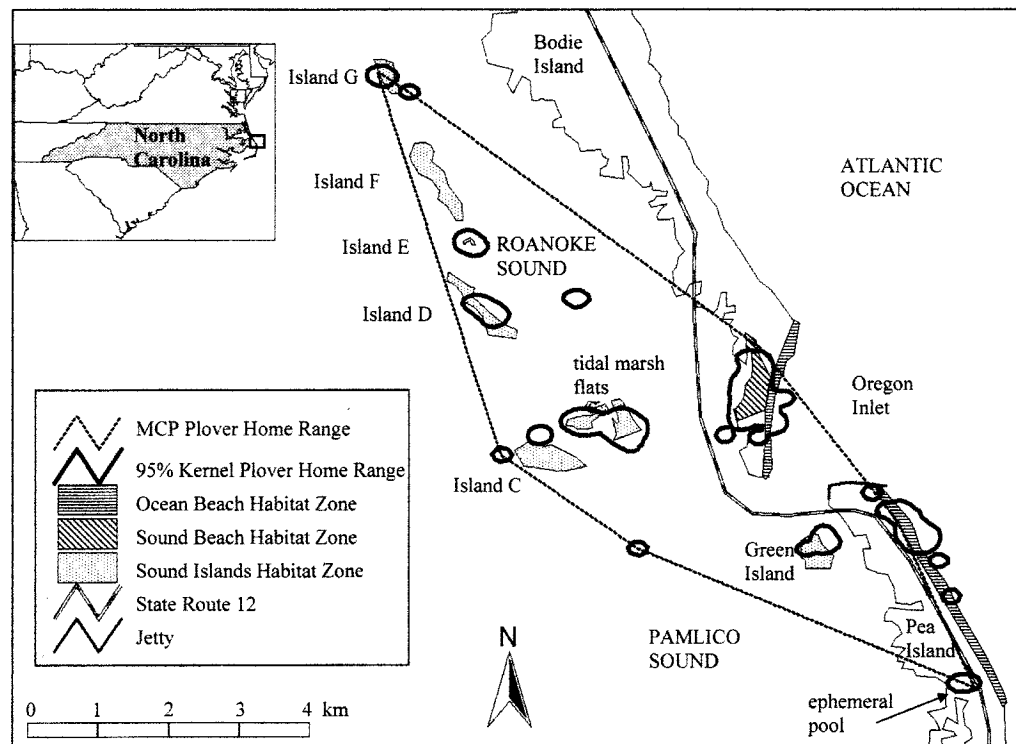 North
Carolina
Island G
Bodie
Island
Island F
ATLANTIC
OCEAN
Island E
ROANOKE
SOUND
Island D
tidal marsh
flats
Oregon
Inlet
Island C
Green
Island
Pea
Island
PAMLICO
SOUND
ephemeral
pool
MCP Plover Home Range
95% Kernel Plover Home Range
Ocean Beach Habitat Zone
Sound Beach Habitat Zone
Sound Islands Habitat Zone
State Route 12
Jetty
N
0 1 2 3 4 km